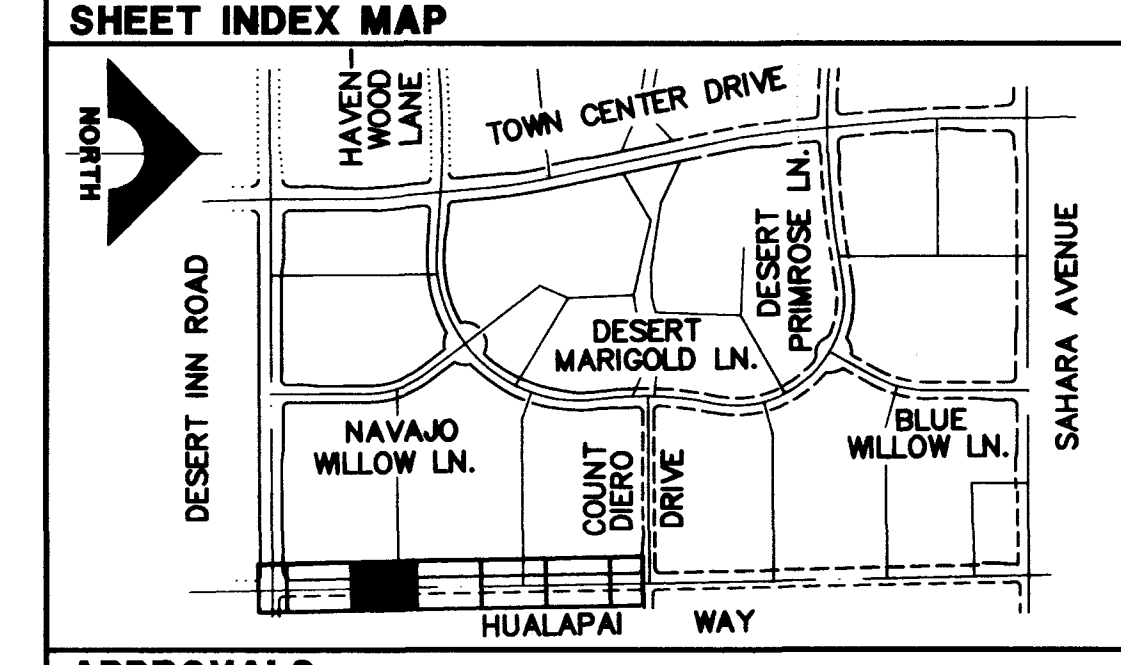 SHEET INDEX MAP
NORTH
HAVEN-
WOOD
LANE
TOWN CENTER DRIVE
DESERT INN ROAD
DESERT
PRIMROSE LN.
SAHARA AVENUE
DESERT
MARIGOLD LN.
NAVAJO
WILLOW LN.
COUNT
DIERO
DRIVE
BLUE
WILLOW LN.
HUALAPAI WAY
APPROVALS